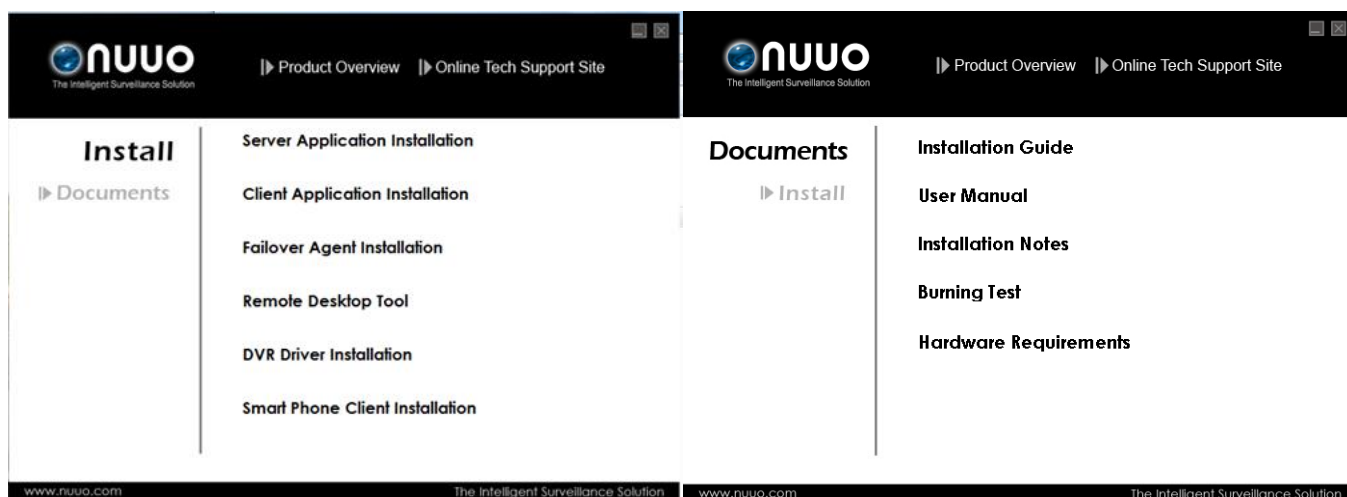 nuuo
The Intelligent Surveillance Solution
Product Overview
Online Tech Support Site
Install
Documents
Server Application Installation
Client Application Installation
Failover Agent Installation
Remote Desktop Tool
DVR Driver Installation
Smart Phone Client Installation
www.nuuo.com
The Intelligent Surveillance Solution
nuuo
The Intelligent Surveillance Solution
Product Overview
Online Tech Support Site
Documents
Install
Installation Guide
User Manual
Installation Notes
Burning Test
Hardware Requirements
www.nuuo.com
The Intelligent Surveillance Solution